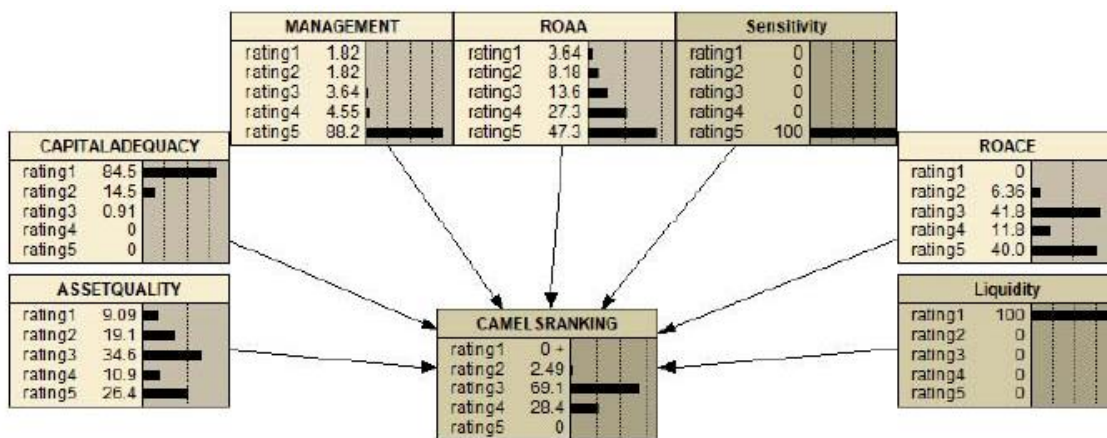 MANAGEMENT
rating1 1.82
rating2 1.82
rating3 3.64
rating4 4.55
rating5 88.2
ROAA
rating1 3.64
rating2 8.18
rating3 13.6
rating4 27.3
rating5 47.3
Sensitivity
rating1 0
rating2 0
rating3 0
rating4 0
rating5 100
CAPITALADEQUACY
rating1 84.5
rating2 14.5
rating3 0.91
rating4 0
rating5 0
ROACE
rating1 0
rating2 6.36
rating3 41.8
rating4 11.8
rating5 40.0
ASSETQUALITY
rating1 9.09
rating2 19.1
rating3 34.6
rating4 10.9
rating5 26.4
CAMELSRANKING
rating1 0 +
rating2 2.49
rating3 69.1
rating4 28.4
rating5 0
Liquidity
rating1 100
rating2 0
rating3 0
rating4 0
rating5 0